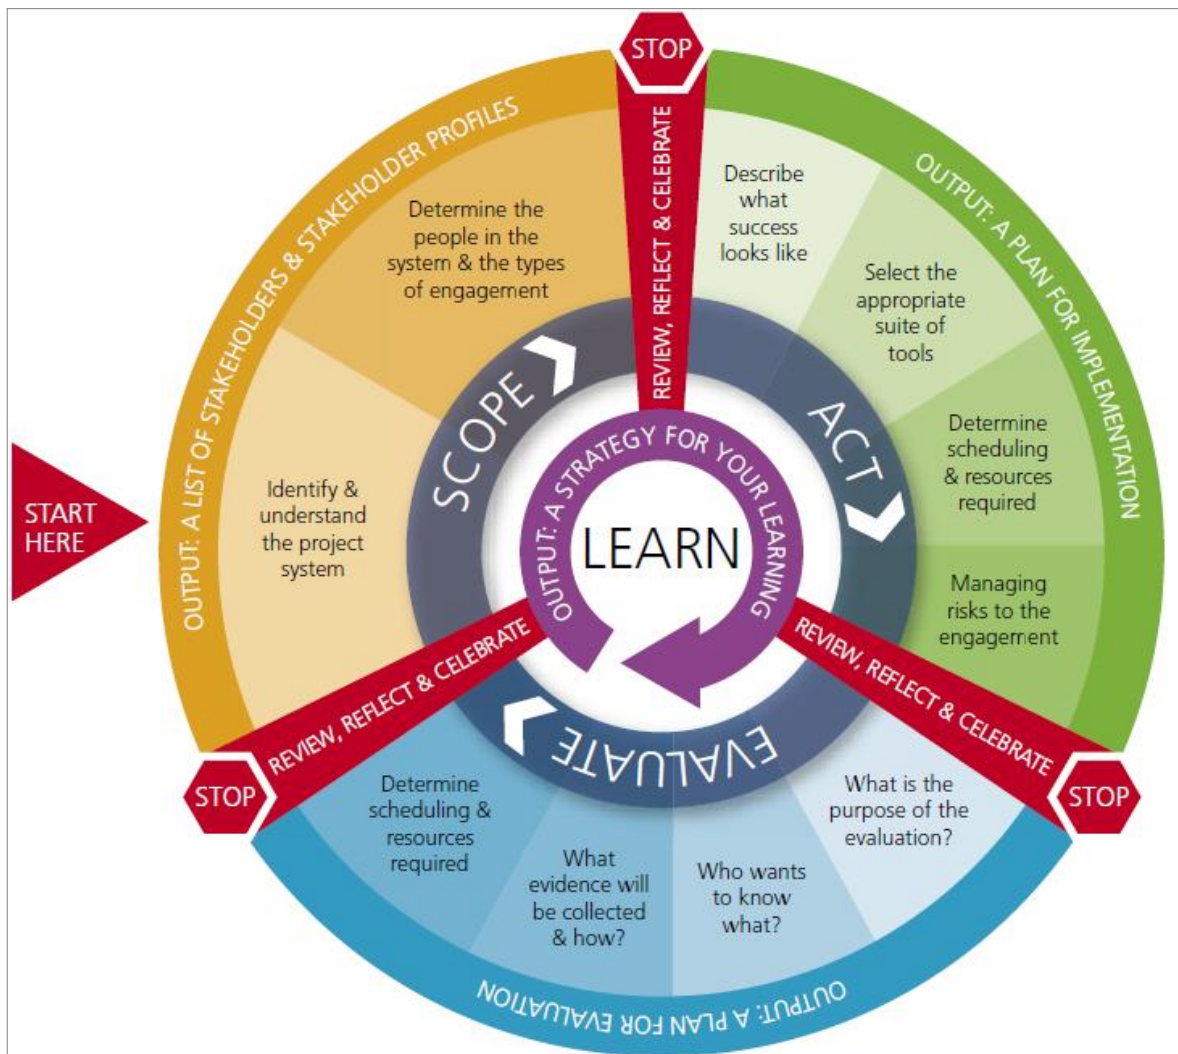 START
HERE
OUTPUT: A LIST OF STAKEHOLDERS & STAKEHOLDER PROFILES
Identify &
understand
the project
system
Determine the
people in the
system & the types
of engagement
SCOPE
STOP
REVIEW, REFLECT & CELEBRATE
OUTPUT: A PLAN FOR IMPLEMENTATION
Describe
what
success
looks like
Select the
appropriate
suite of
tools
Determine
scheduling
& resources
required
Managing
risks to the
engagement
ACT
STOP
REVIEW, REFLECT & CELEBRATE
OUTPUT: A PLAN FOR EVALUATION
What is the
purpose of the
evaluation?
Who wants
to know
what?
What
evidence will
be collected
& how?
Determine
scheduling &
resources
required
EVALUATE
STOP
REVIEW, REFLECT & CELEBRATE
OUTPUT: A STRATEGY FOR YOUR LEARNING
LEARN